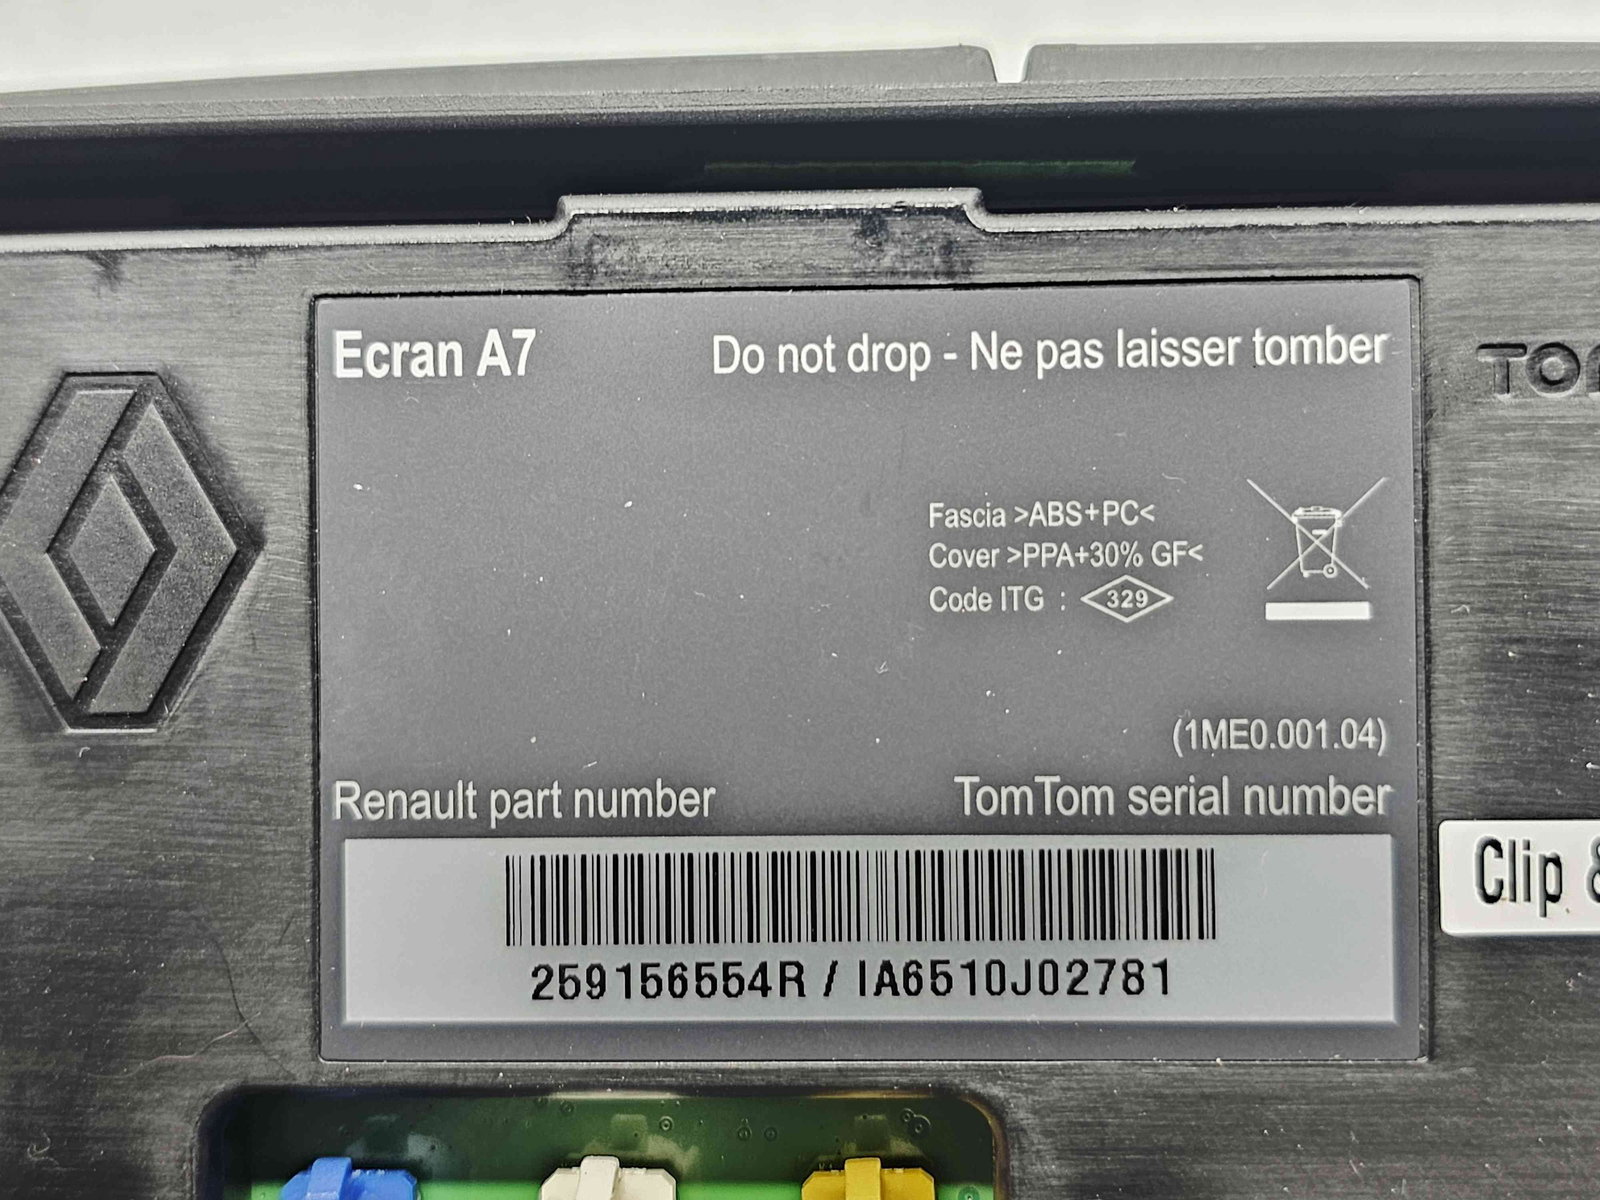 Ecran A7
Do not drop - Ne pas laisser tomber
TOM
Fascia >ABS+PC<
Cover >PPA+30% GF<
Code ITG : 329
(1ME0.001.04)
Renault part number
TomTom serial number
Clip &
259156554R / IA6510J02781